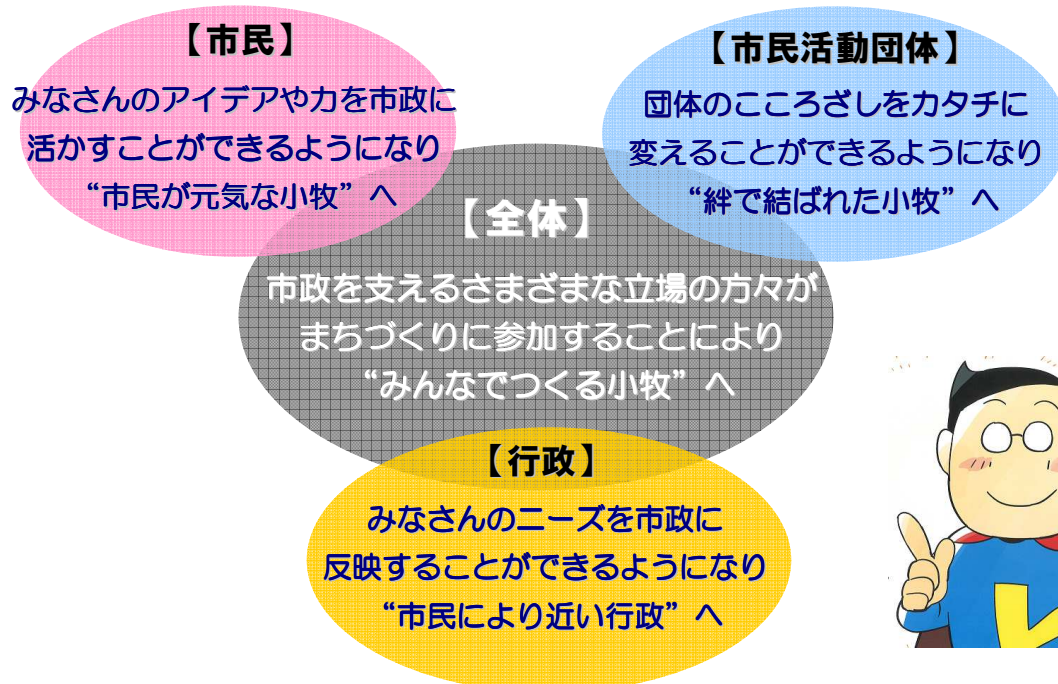 【市民】
みなさんのアイデアや力を市政に
活かすことができるようになり
“市民が元気な小牧”へ
【市民活動団体】
団体のこころざしをカタチに
変えることができるようになり
“絆で結ばれた小牧”へ
【全体】
市政を支えるさまざまな立場の方々が
まちづくりに参加することにより
“みんなでつくる小牧”へ
【行政】
みなさんのニーズを市政に
反映することができるようになり
“市民により近い行政”へ